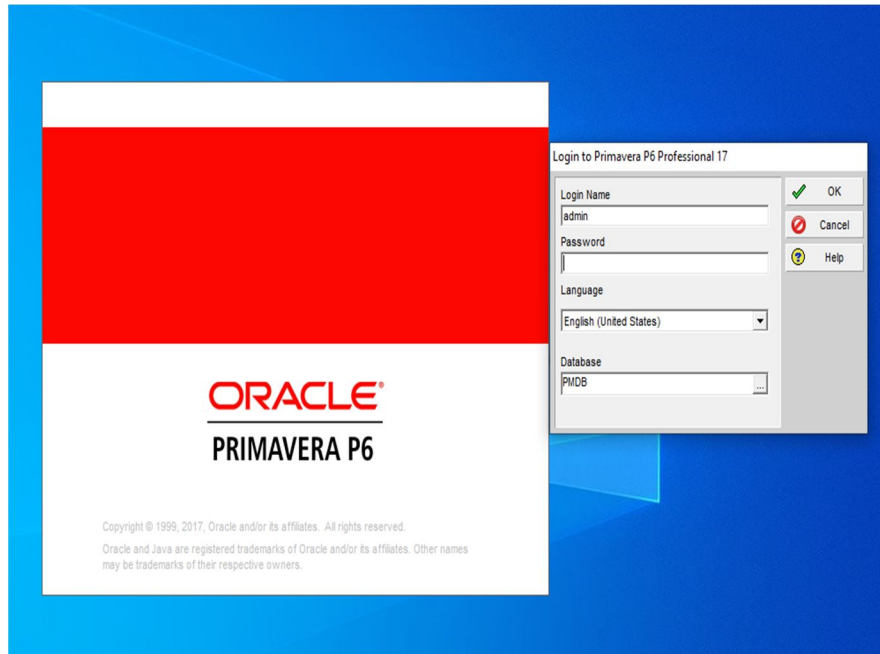 ORACLE®
PRIMAVERA P6
Copyright © 1999, 2017, Oracle and/or its affiliates. All rights reserved.
Oracle and Java are registered trademarks of Oracle and/or its affiliates. Other names
may be trademarks of their respective owners.
Login to Primavera P6 Professional 17
Login Name
admin
Password
Language
English (United States)
Database
PMDB
...
OK
Cancel
? Help